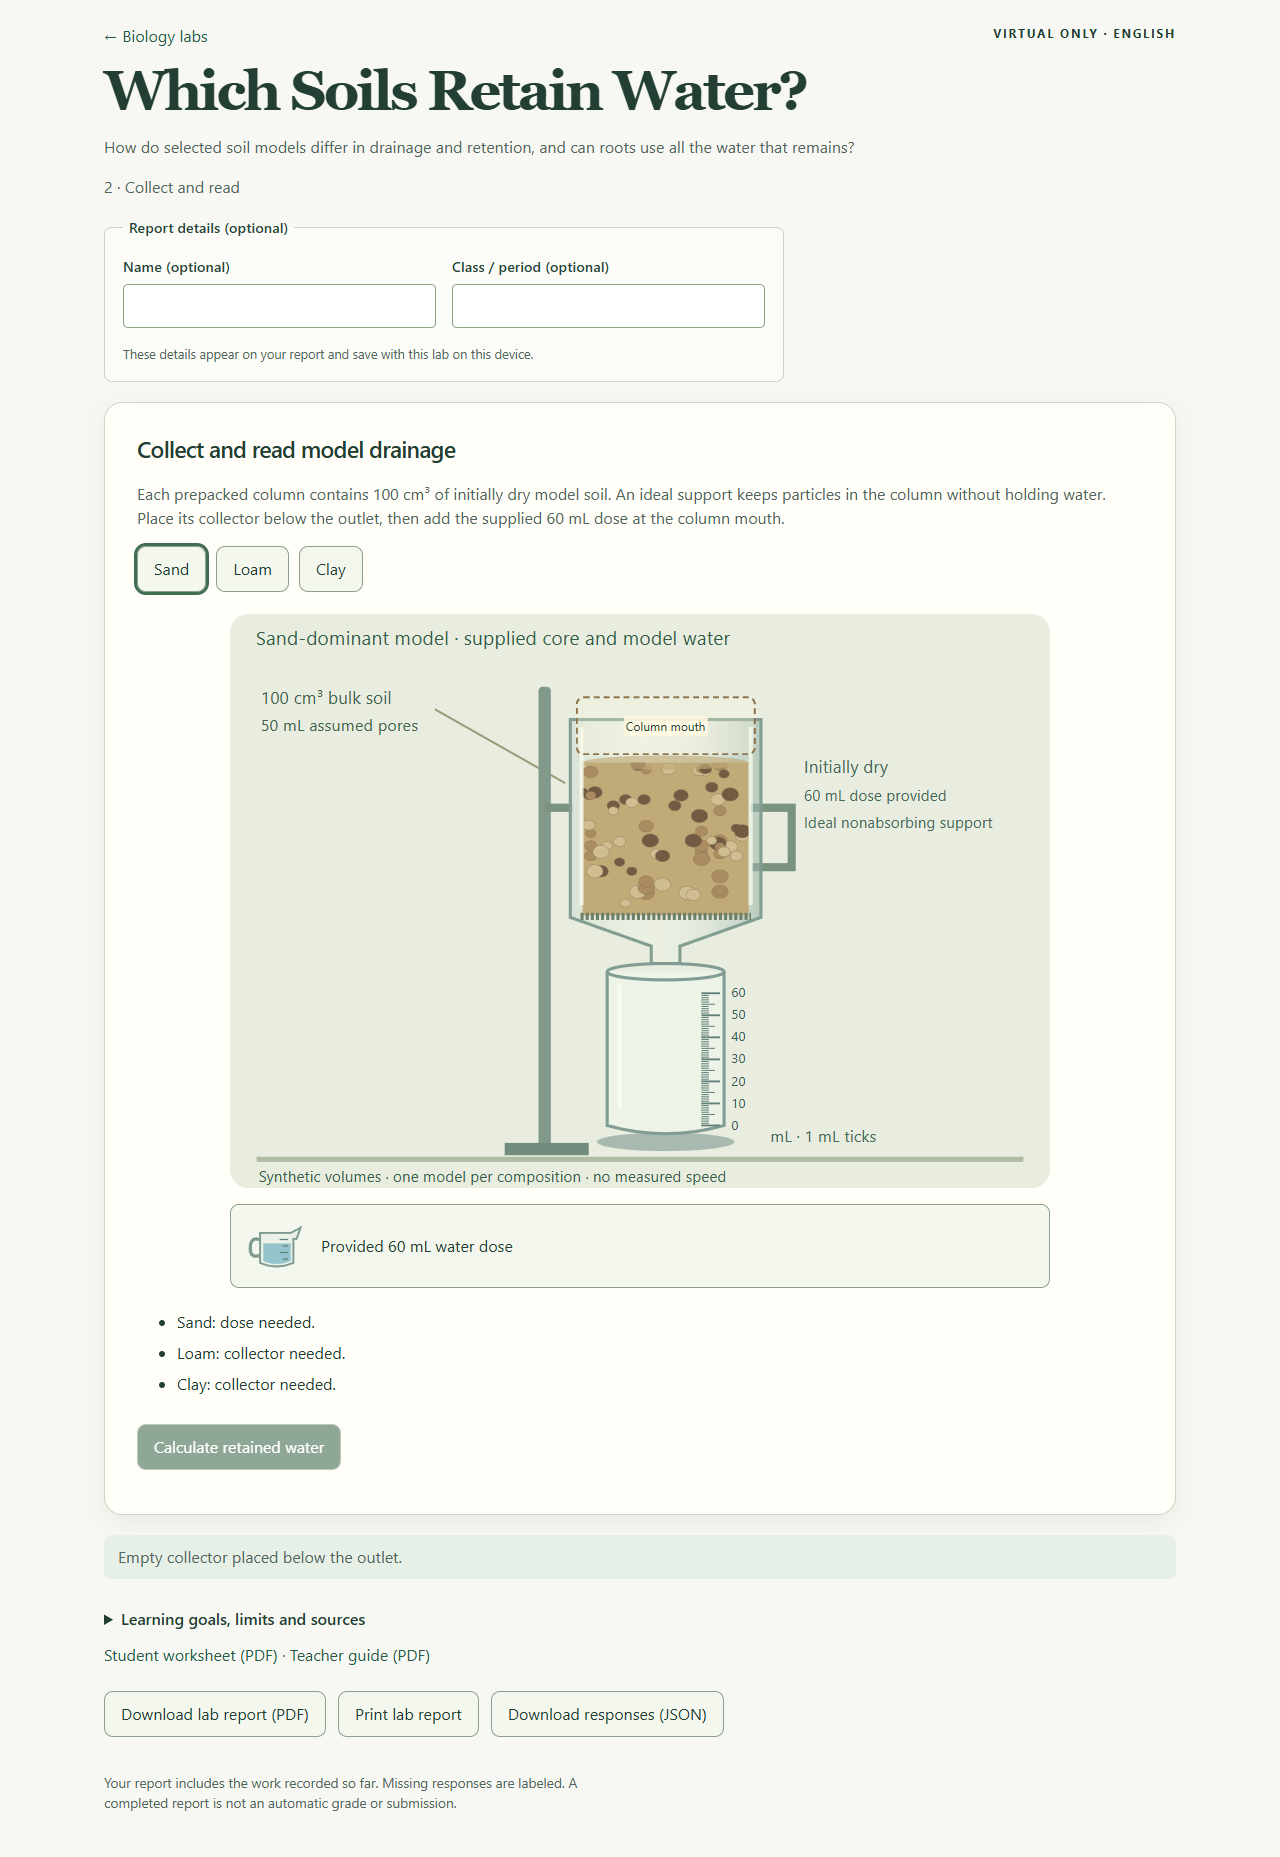 ← Biology labs
VIRTUAL ONLY · ENGLISH
Which Soils Retain Water?
How do selected soil models differ in drainage and retention, and can roots use all the water that remains?
2 · Collect and read
Report details (optional)
Name (optional)
Class / period (optional)
These details appear on your report and save with this lab on this device.
Collect and read model drainage
Each prepacked column contains 100 cm³ of initially dry model soil. An ideal support keeps particles in the column without holding water.
Place its collector below the outlet, then add the supplied 60 mL dose at the column mouth.
Sand
Loam
Clay
Sand-dominant model · supplied core and model water
100 cm³ bulk soil
50 mL assumed pores
Column mouth
Initially dry
60 mL dose provided
Ideal nonabsorbing support
60
50
40
30
20
10
0
mL · 1 mL ticks
Synthetic volumes · one model per composition · no measured speed
Provided 60 mL water dose
• Sand: dose needed.
• Loam: collector needed.
• Clay: collector needed.
Calculate retained water
Empty collector placed below the outlet.
▶ Learning goals, limits and sources
Student worksheet (PDF) · Teacher guide (PDF)
Download lab report (PDF)
Print lab report
Download responses (JSON)
Your report includes the work recorded so far. Missing responses are labeled. A
completed report is not an automatic grade or submission.